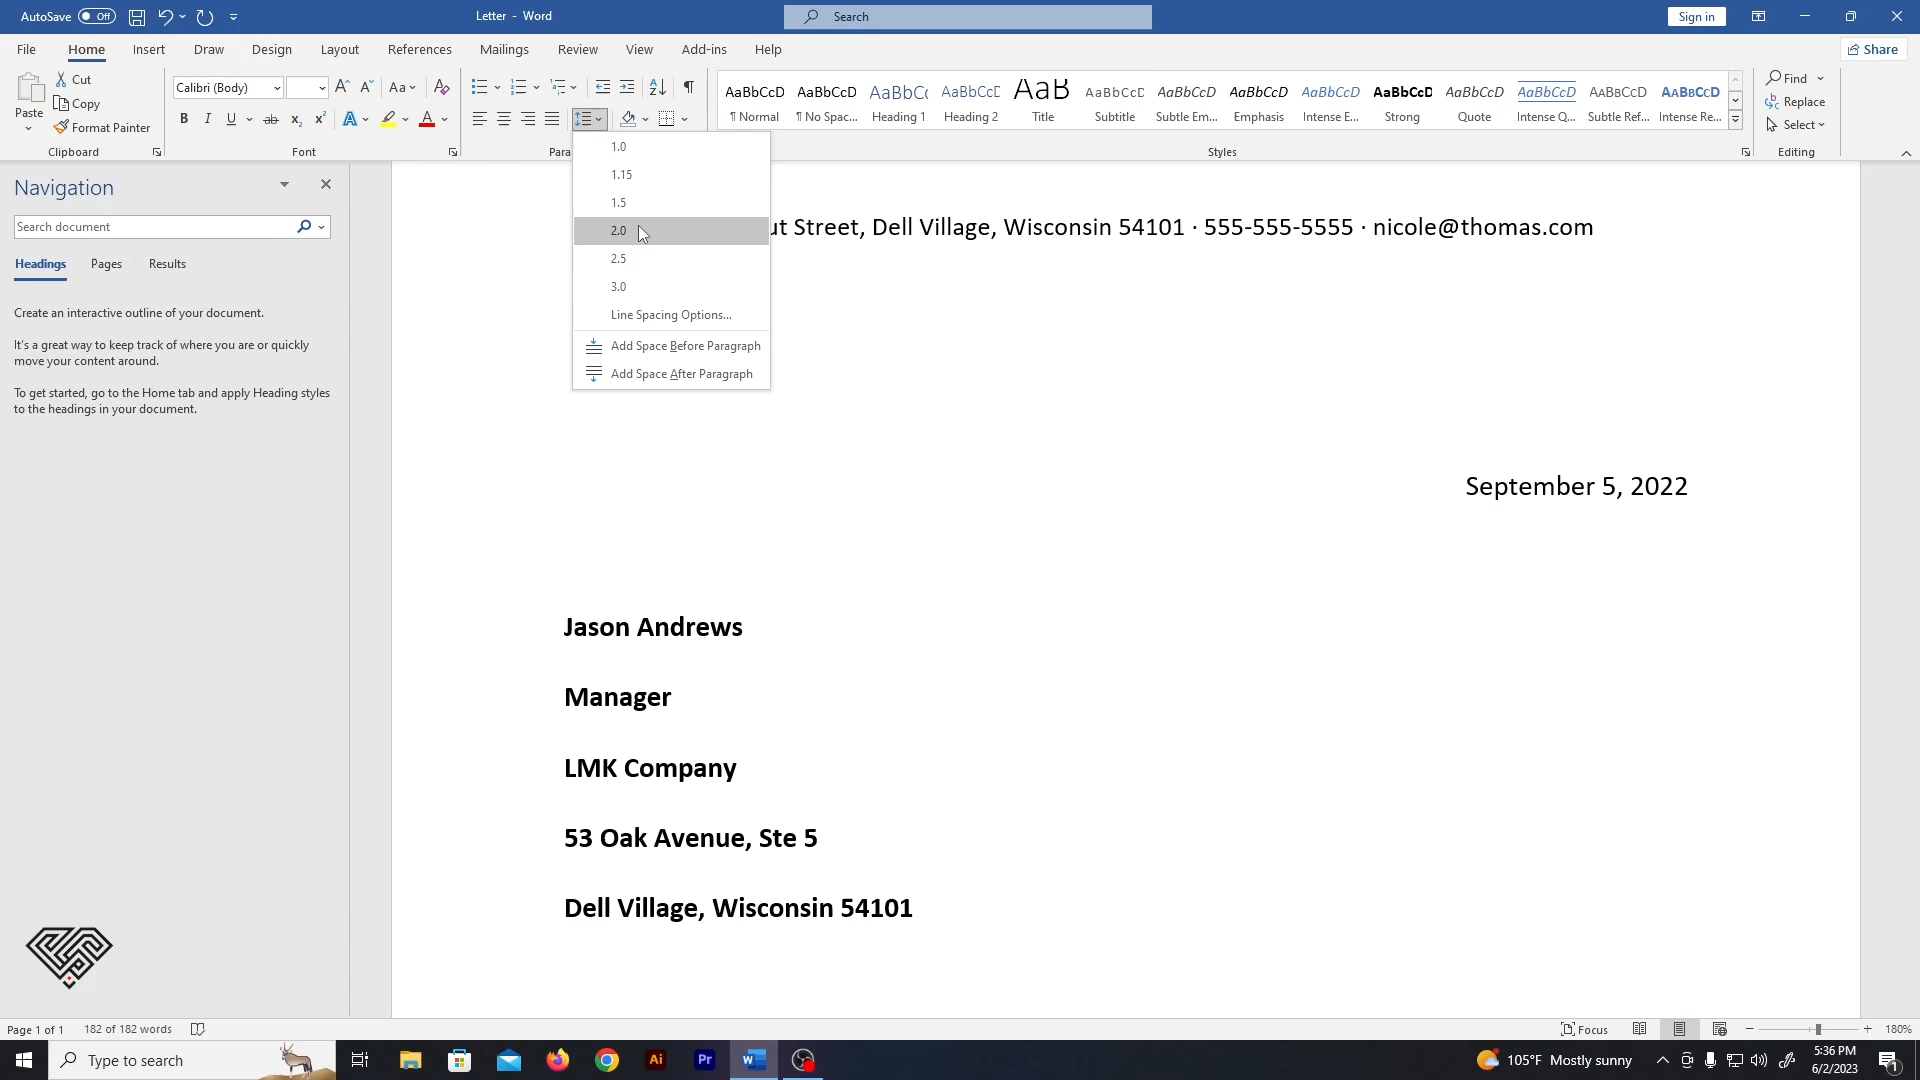 AutoSave Off
Letter - Word
Search
Sign in
File Home Insert Draw Design Layout References Mailings Review View Add-ins Help
Share
Paste
Cut
Copy
Format Painter
Clipboard
Calibri (Body)
Aa
Font
Para
AaBbCcD ¶ Normal
AaBbCcD ¶ No Spac...
AaBbCc Heading 1
AaBbCcD Heading 2
AaB Title
AaBbCcD Subtitle
AaBbCcD Subtle Em...
AaBbCcD Emphasis
AaBbCcD Intense E...
AaBbCcD Strong
AaBbCcD Quote
AaBbCcD Intense Q...
AaBbCcD Subtle Ref...
AaBbCcD Intense Re...
Styles
Find
Replace
Select
Editing
1.0
1.15
1.5
2.0
2.5
3.0
Line Spacing Options...
Add Space Before Paragraph
Add Space After Paragraph
Navigation
Search document
Headings Pages Results
Create an interactive outline of your document.
It's a great way to keep track of where you are or quickly
move your content around.
To get started, go to the Home tab and apply Heading styles
to the headings in your document.
ut Street, Dell Village, Wisconsin 54101 · 555-555-5555 · nicole@thomas.com
September 5, 2022
Jason Andrews
Manager
LMK Company
53 Oak Avenue, Ste 5
Dell Village, Wisconsin 54101
Page 1 of 1 182 of 182 words
Focus
180%
Type to search
Ai
Pr
105°F Mostly sunny
5:36 PM
6/2/2023
1